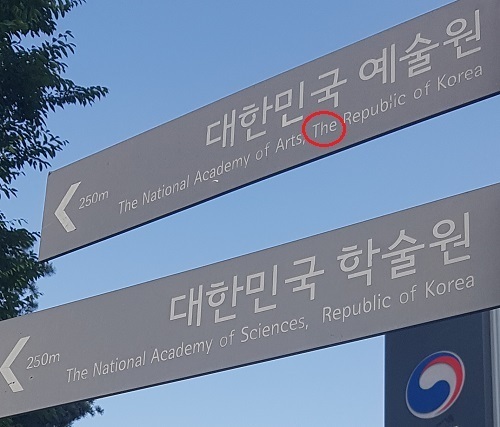 대한민국 예술원
250m The National Academy of Arts, The Republic of Korea
대한민국 학술원
250m The National Academy of Sciences, Republic of Korea